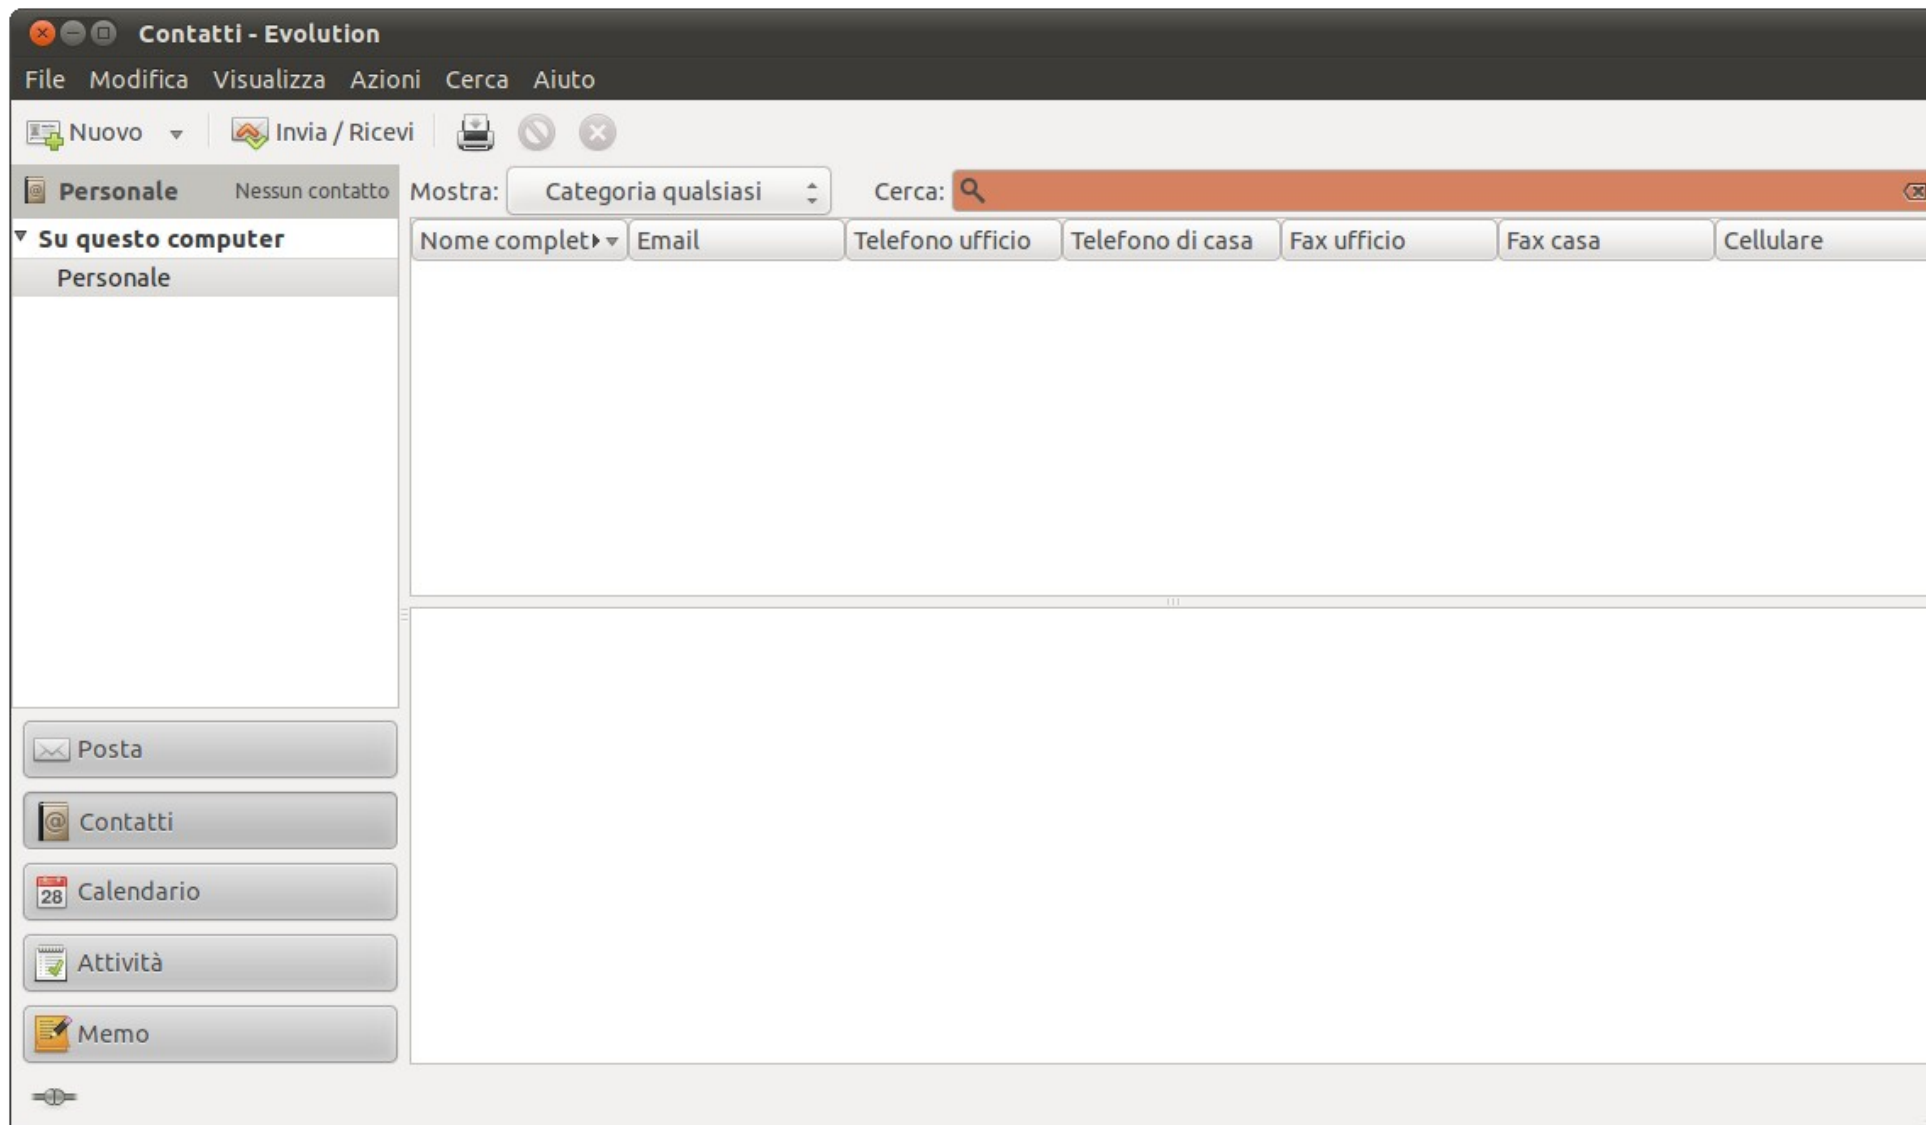 Contatti - Evolution
File Modifica Visualizza Azioni Cerca Aiuto
Nuovo Invia / Ricevi
Personale Nessun contatto Mostra: Categoria qualsiasi Cerca:
Su questo computer
Nome complet Email Telefono ufficio Telefono di casa Fax ufficio Fax casa Cellulare
Personale
Posta
Contatti
28 Calendario
Attività
Memo